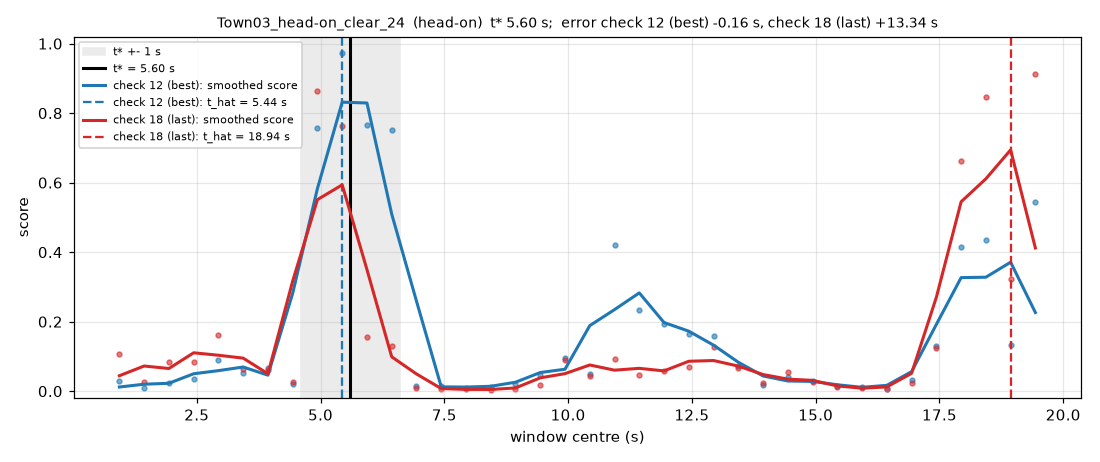 Town03_head-on_clear_24  (head-on)  t* 5.60 s;  error check 12 (best) -0.16 s, check 18 (last) +13.34 s
t* +- 1 s
t* = 5.60 s
check 12 (best): smoothed score
check 12 (best): t_hat = 5.44 s
check 18 (last): smoothed score
check 18 (last): t_hat = 18.94 s
1.0
0.8
0.6
0.4
0.2
0.0
score
2.5 5.0 7.5 10.0 12.5 15.0 17.5 20.0
window centre (s)